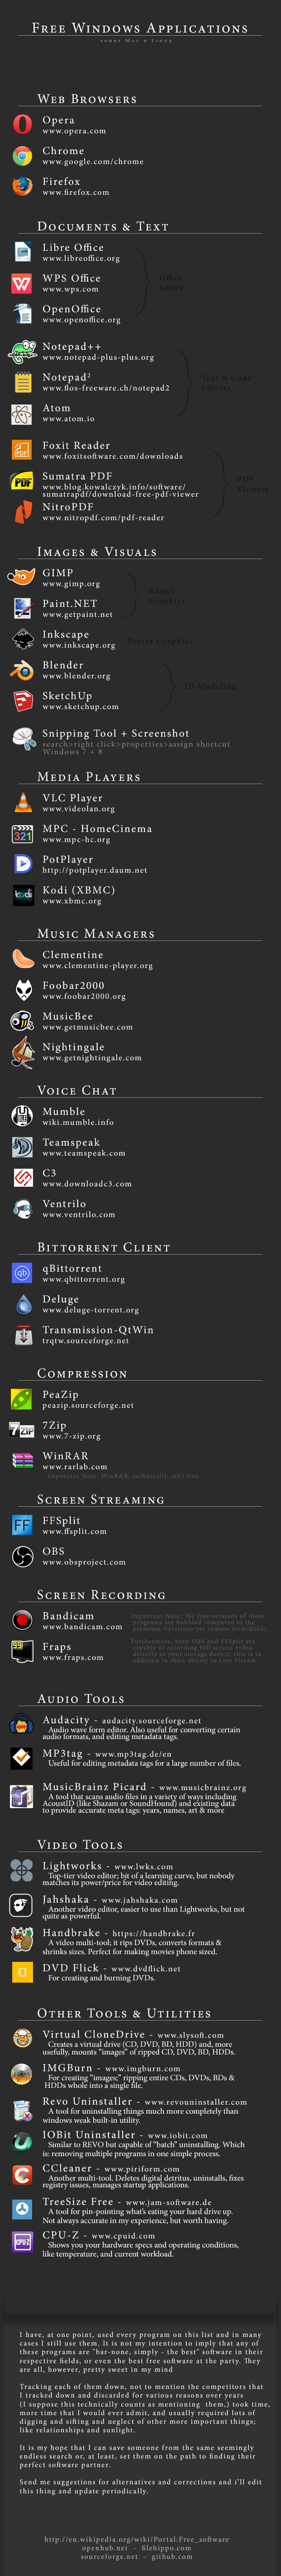 Free Windows Applications
sorry Mac & Linux
Web Browsers
Opera
www.opera.com
Chrome
www.google.com/chrome
Firefox
www.firefox.com
Documents & Text
Libre Office
www.libreoffice.org
WPS Office
www.wps.com
Office
Suites
OpenOffice
www.openoffice.org
Notepad++
www.notepad-plus-plus.org
Notepad²
www.flos-freeware.ch/notepad2
Text & Code
Editors
Atom
www.atom.io
Foxit Reader
www.foxitsoftware.com/downloads
Sumatra PDF
www.blog.kowalczyk.info/software/
sumatrapdf/download-free-pdf-viewer
PDF
Viewers
NitroPDF
www.nitropdf.com/pdf-reader
Images & Visuals
GIMP
www.gimp.org
Raster
Graphics
Paint.NET
www.getpaint.net
Inkscape
www.inkscape.org
Vector Graphics
Blender
www.blender.org
3D Modeling
SketchUp
www.sketchup.com
Snipping Tool + Screenshot
search>right click>properties>assign shortcut
Windows 7 + 8
Media Players
VLC Player
www.videolan.org
MPC - HomeCinema
www.mpc-hc.org
PotPlayer
http://potplayer.daum.net
Kodi (XBMC)
www.xbmc.org
Music Managers
Clementine
www.clementine-player.org
Foobar2000
www.foobar2000.org
MusicBee
www.getmusicbee.com
Nightingale
www.getnightingale.com
Voice Chat
Mumble
wiki.mumble.info
Teamspeak
www.teamspeak.com
C3
www.downloadc3.com
Ventrilo
www.ventrilo.com
Bittorrent Client
qBittorrent
www.qbittorrent.org
Deluge
www.deluge-torrent.org
Transmission-QtWin
trqtw.sourceforge.net
Compression
PeaZip
peazip.sourceforge.net
7Zip
www.7-zip.org
WinRAR
www.rarlab.com
Important Note: WinRAR, technically, isn't free.
Screen Streaming
FFSplit
www.ffsplit.com
OBS
www.obsproject.com
Screen Recording
Bandicam
www.bandicam.com
Fraps
www.fraps.com
Important Note: The free versions of these
programs are hobbled compared to the
premium iterations yet remain formidable.
Furthermore, both OBS and FFSplit are
capable of recording full screen video
directly to your storage device; this is in
addition to their ability to Live Stream.
Audio Tools
Audacity - audacity.sourceforge.net
Audio wave form editor. Also useful for converting certain
audio formats, and editing metadata tags.
MP3tag - www.mp3tag.de/en
Useful for editing metadata tags for a large number of files.
MusicBrainz Picard - www.musicbrainz.org
A tool that scans audio files in a variety of ways including
AcoustID (like Shazam or SoundHound) and existing data
to provide accurate meta tags: years, names, art & more
Video Tools
Lightworks - www.lwks.com
Top-tier video editor; bit of a learning curve, but nobody
matches its power/price for video editing.
Jahshaka - www.jahshaka.com
Another video editor, easier to use than Lightworks, but not
quite as powerful.
Handbrake - https://handbrake.fr
A video multi-tool; it rips DVDs, converts formats &
shrinks sizes. Perfect for making movies phone sized.
DVD Flick - www.dvdflick.net
For creating and burning DVDs.
Other Tools & Utilities
Virtual CloneDrive - www.slysoft.com
Creates a virtual drive (CD, DVD, BD, HDD) and, more
usefully, mounts "images" of ripped CD, DVD, BD, HDDs.
IMGBurn - www.imgburn.com
For creating "images;" ripping entire CDs, DVDs, BDs &
HDDs whole into a single file.
Revo Uninstaller - www.revouninstaller.com
A tool for uninstalling things much more completely than
windows weak built-in utility.
IOBit Uninstaller - www.iobit.com
Similar to REVO but capable of "batch" uninstalling. Which
is: removing multiple programs in one simple process.
CCleaner - www.piriform.com
Another multi-tool. Deletes digital detritus, uninstalls, fixes
registry issues, manages startup applications.
TreeSize Free - www.jam-software.de
A tool for pin-pointing what's eating your hard drive up.
Not always accurate in my experience, but worth having.
CPU-Z - www.cpuid.com
Shows you your hardware specs and operating conditions,
like temperature, and current workload.
I have, at one point, used every program on this list and in many
cases I still use them. It is not my intention to imply that any of
these programs are "bar-none, simply - the best" software in their
respective fields, or even the best free software at the party. They
are all, however, pretty sweet in my mind
Tracking each of them down, not to mention the competitors that
I tracked down and discarded for various reasons over years
(I suppose this technically counts as mentioning them,) took time,
more time that I would ever admit, and usually required lots of
digging and sifting and neglect of other more important things;
like relationships and sunlight.
It is my hope that I can save someone from the same seemingly
endless search or, at least, set them on the path to finding their
perfect software partner.
Send me suggestions for alternatives and corrections and i'll edit
this thing and update periodically.
http://en.wikipedia.org/wiki/Portal:Free_software
openhub.net - filehippo.com
sourceforge.net - github.com